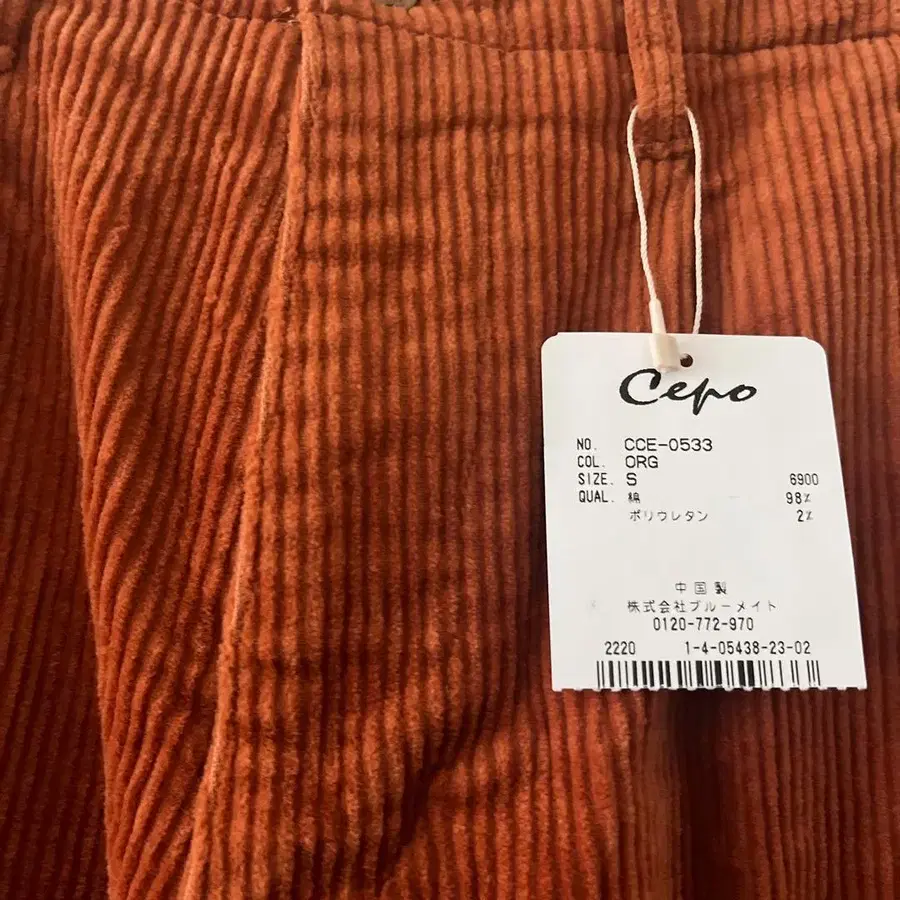 Cepo
NO. CCE-0533
COL. ORG
SIZE. S 6900
QUAL. 綿 98%
ポリウレタン 2%
中国製
株式会社ブルーメイト
0120-772-970
2220 1-4-05438-23-02